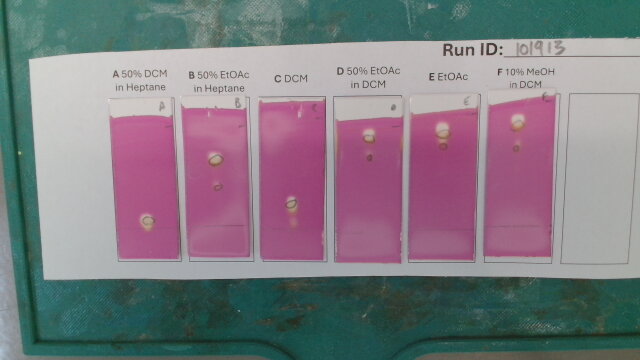 Run ID: 101913
A 50% DCM
in Heptane
B 50% EtOAc
in Heptane
C DCM
D 50% EtOAc
in DCM
E EtOAc
F 10% MeOH
in DCM
A
B
C
D
E
F